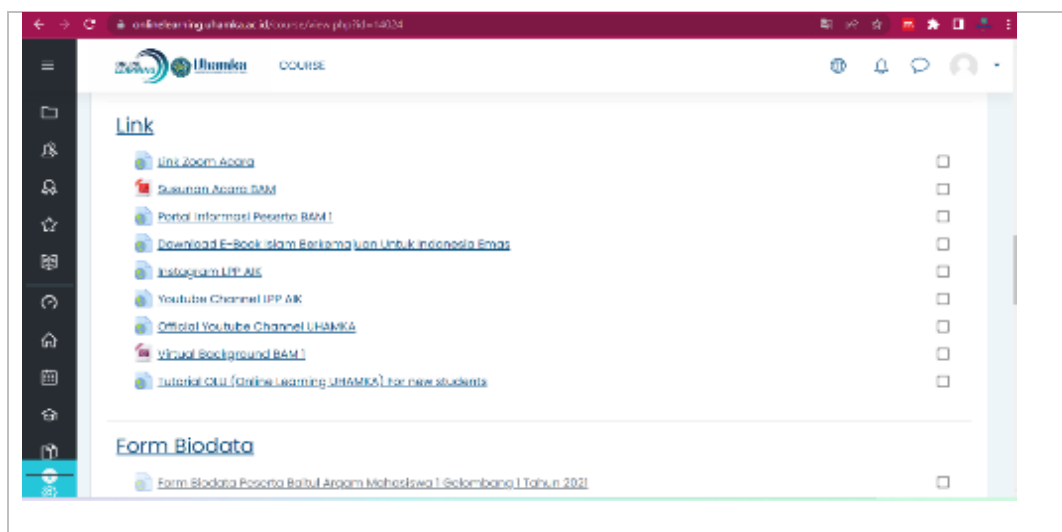 onlinelearning.uhamka.ac.id/course/view.php?id=14024
Uhamka
COURSE
Link
Link Zoom Acara
Susunan Acara BAM
Portal Informasi Peserta BAM 1
Download E-Book Islam Berkemajuan Untuk Indonesia Emas
Instagram LPP AIK
Youtube Channel LPP AIK
Official Youtube Channel UHAMKA
Virtual Background BAM 1
Tutorial OLU (Online Learning UHAMKA) For new students
Form Biodata
Form Biodata Peserta Baitul Arqam Mahasiswa 1 Gelombang 1 Tahun 2021